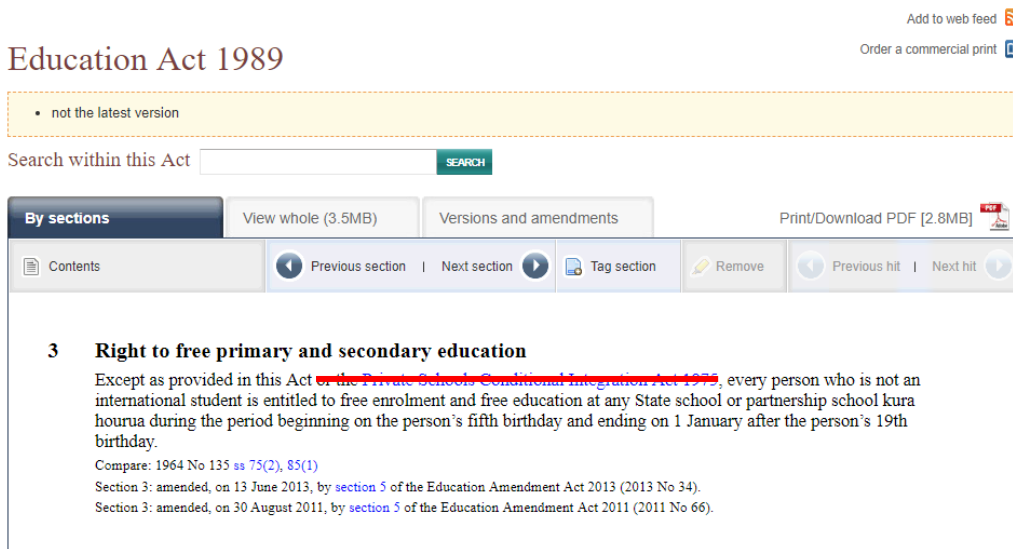 Add to web feed
Education Act 1989
Order a commercial print
not the latest version
Search within this Act SEARCH
By sections View whole (3.5MB) Versions and amendments Print/Download PDF [2.8MB]
Contents Previous section | Next section Tag section Remove Previous hit | Next hit
3 Right to free primary and secondary education
Except as provided in this Act or the Private Schools Conditional Integration Act 1975, every person who is not an
international student is entitled to free enrolment and free education at any State school or partnership school kura
hourua during the period beginning on the person’s fifth birthday and ending on 1 January after the person’s 19th
birthday.
Compare: 1964 No 135 ss 75(2), 85(1)
Section 3: amended, on 13 June 2013, by section 5 of the Education Amendment Act 2013 (2013 No 34).
Section 3: amended, on 30 August 2011, by section 5 of the Education Amendment Act 2011 (2011 No 66).